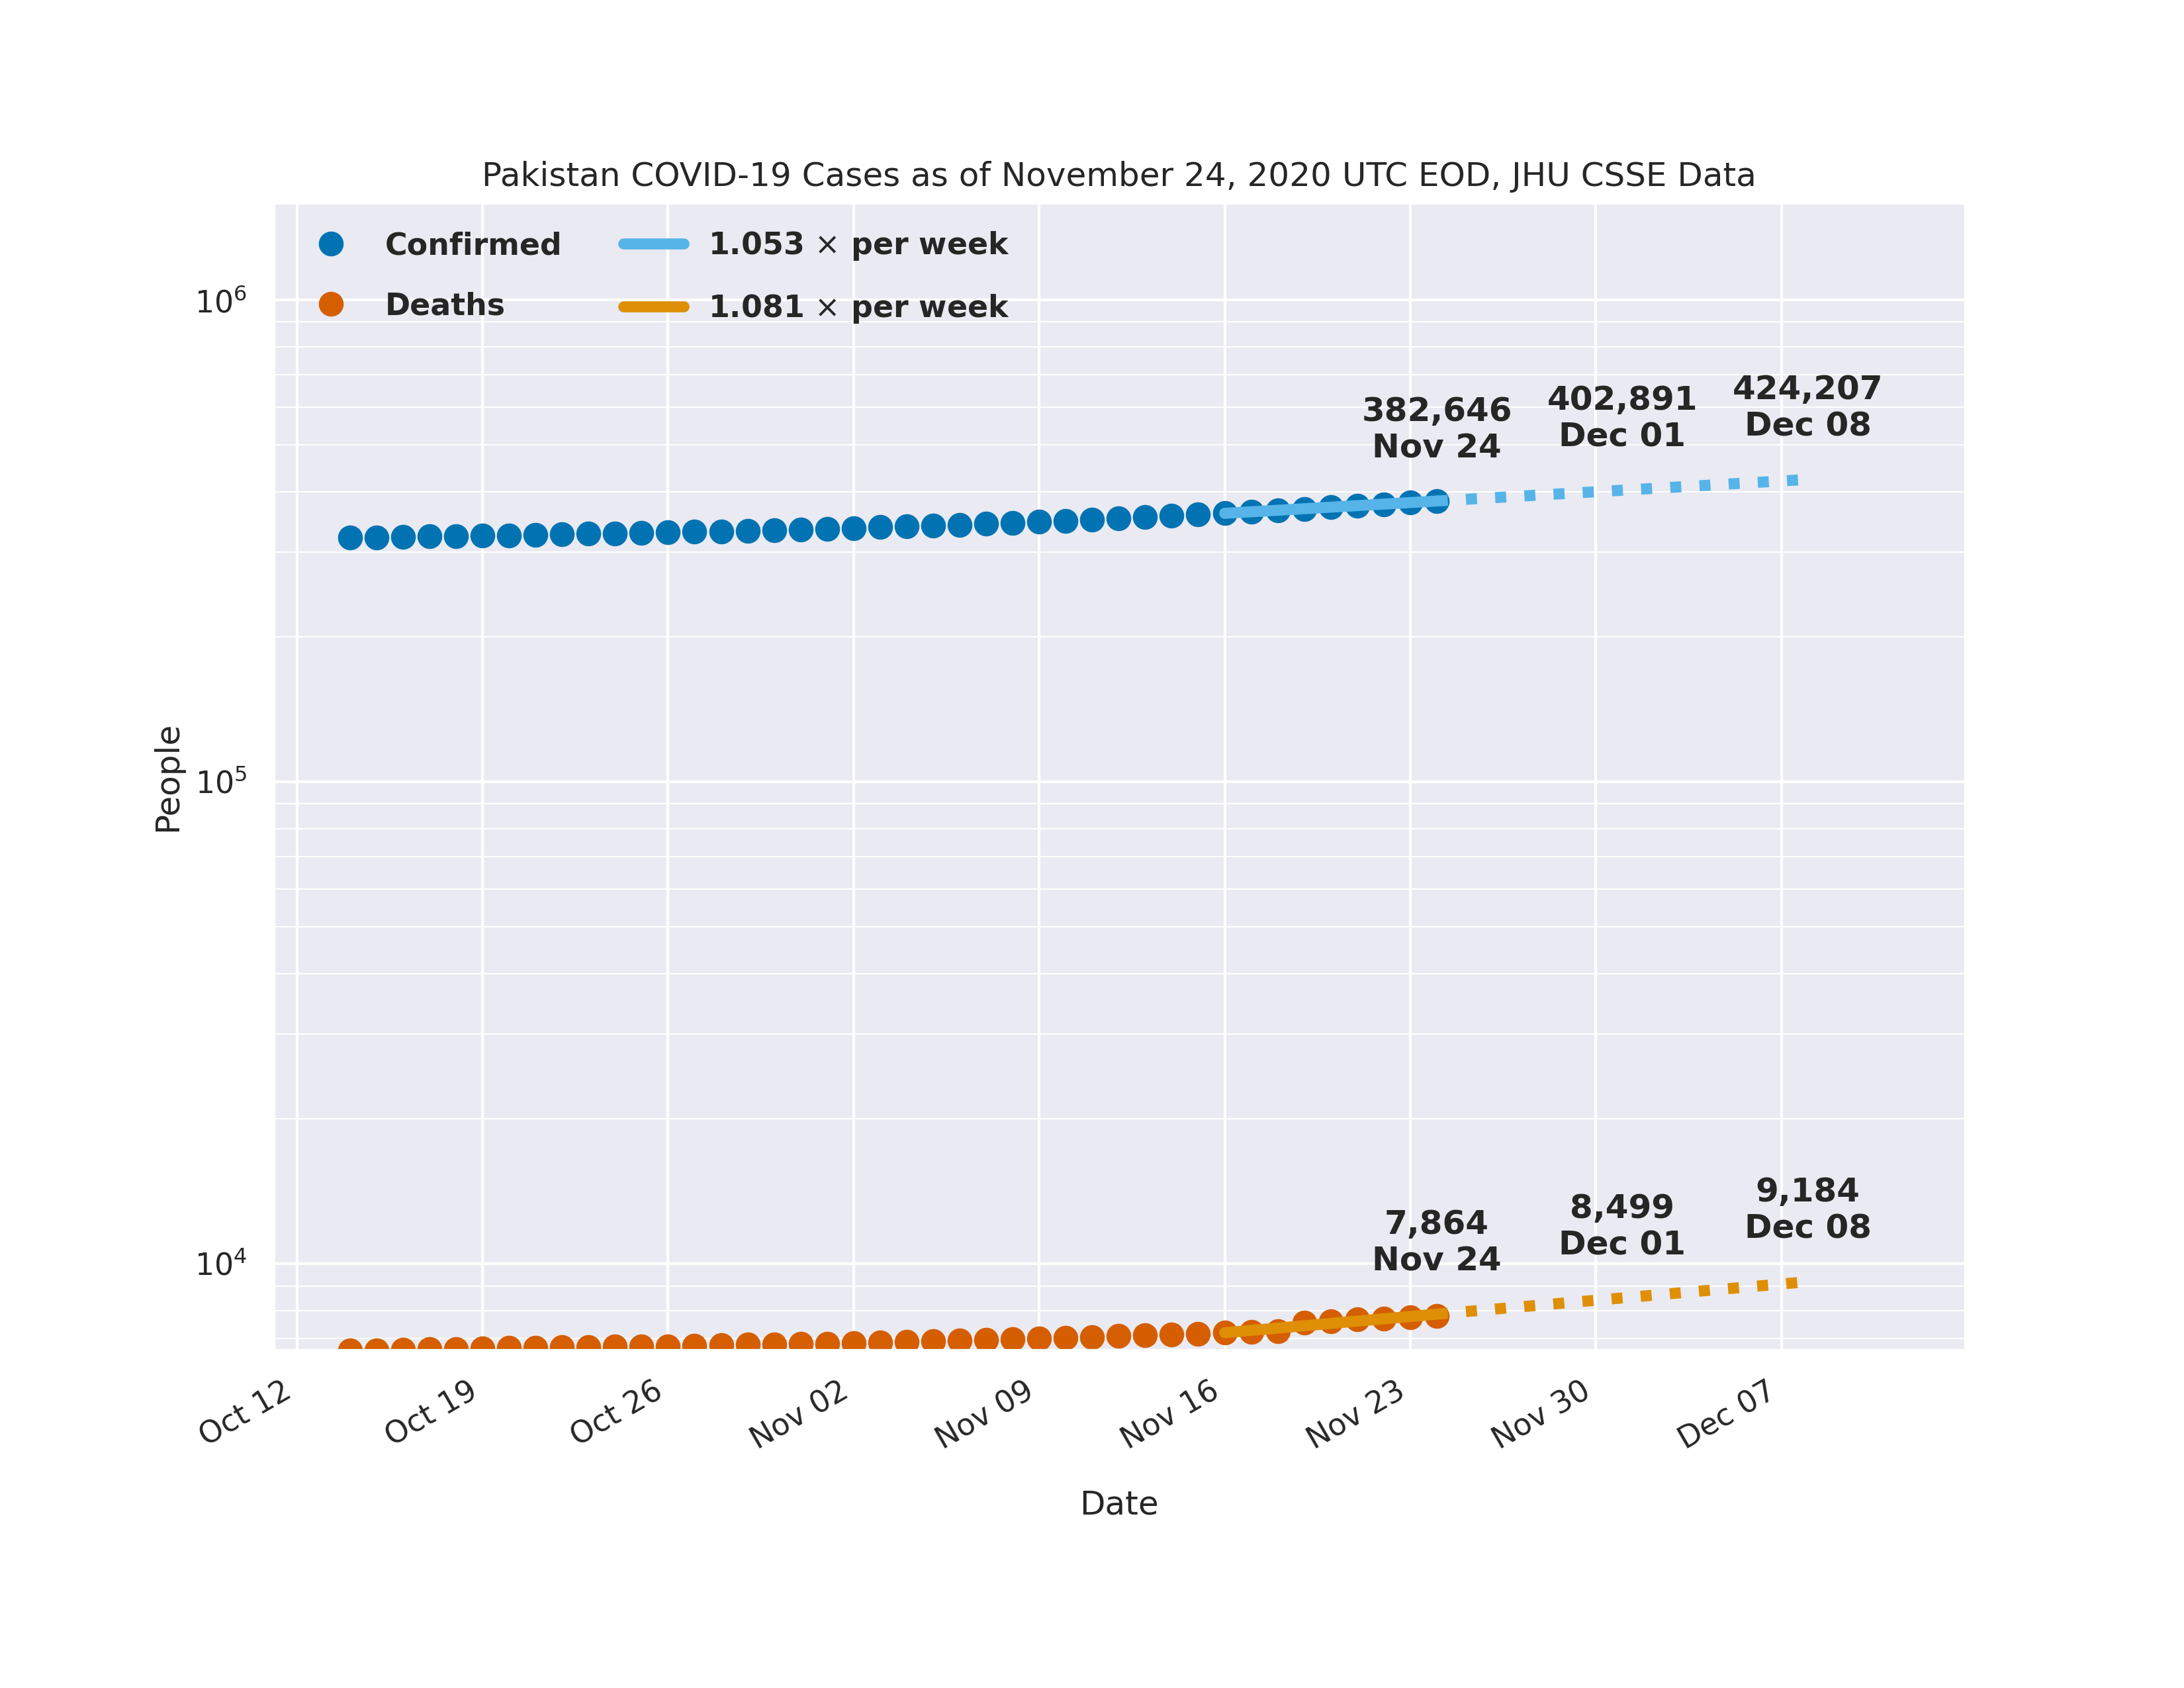 Pakistan COVID-19 Cases as of November 24, 2020 UTC EOD, JHU CSSE Data
Confirmed
Deaths
1.053 × per week
1.081 × per week
10⁶
10⁵
10⁴
People
382,646
Nov 24
402,891
Dec 01
424,207
Dec 08
7,864
Nov 24
8,499
Dec 01
9,184
Dec 08
Oct 12
Oct 19
Oct 26
Nov 02
Nov 09
Nov 16
Nov 23
Nov 30
Dec 07
Date